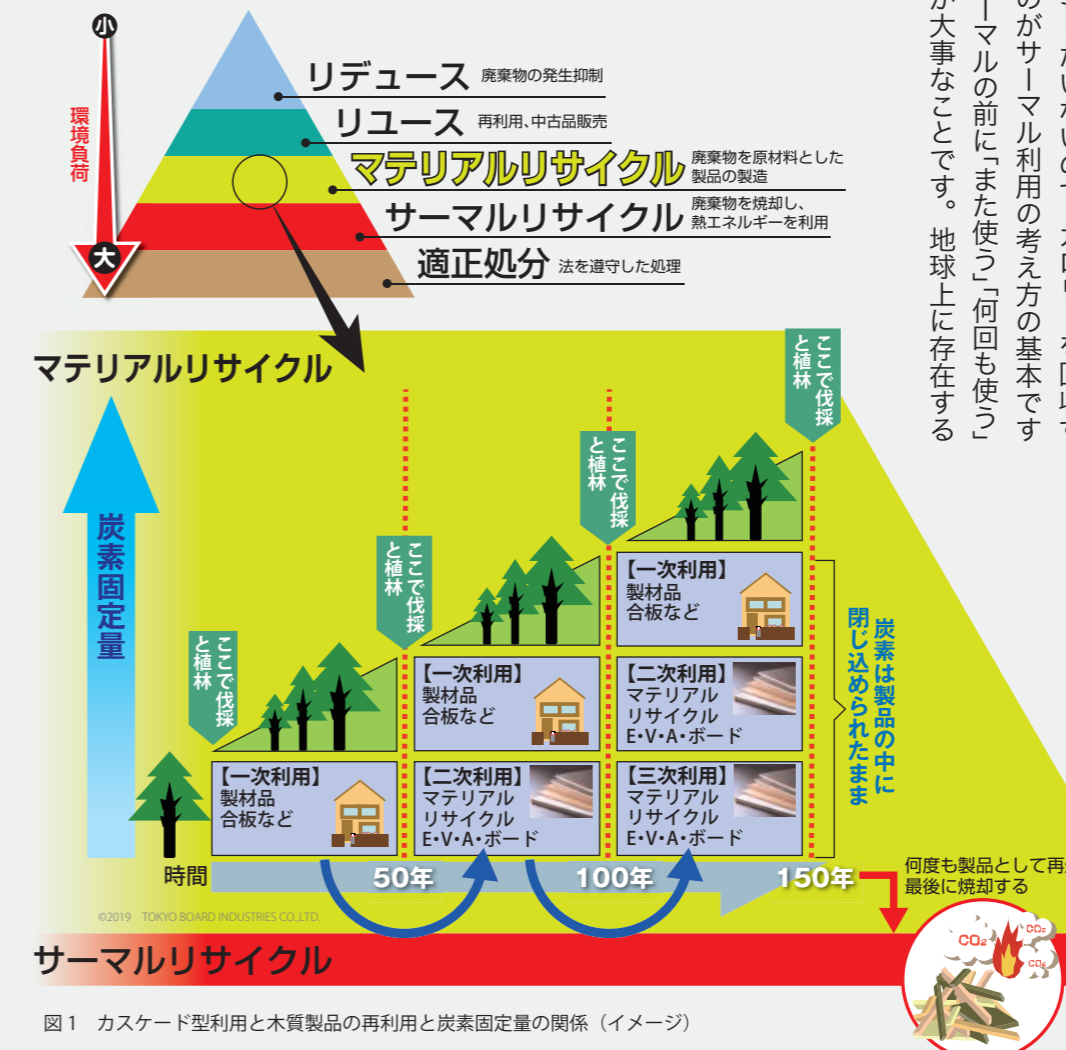 のがサーマル利用の考え方の基本です
ーマルの前に「また使う」「何回も使う」
が大事なことです。地球上に存在する
小
環境負荷
大
リデュース 廃棄物の発生抑制
リユース 再利用、中古品販売
マテリアルリサイクル 廃棄物を原材料とした
製品の製造
サーマルリサイクル 廃棄物を焼却し、
熱エネルギーを利用
適正処分 法を遵守した処理
マテリアルリサイクル
炭素固定量
ここで伐採
と植林
ここで伐採
と植林
ここで伐採
と植林
ここで伐採
と植林
【一次利用】
製材品
合板など
【一次利用】
製材品
合板など
【二次利用】
マテリアル
リサイクル
E・V・A・ボード
【一次利用】
製材品
合板など
【二次利用】
マテリアル
リサイクル
E・V・A・ボード
【三次利用】
マテリアル
リサイクル
E・V・A・ボード
炭素は製品の中に
閉じ込められたまま
時間
50年
100年
150年
何度も製品として再
最後に焼却する
©2019 TOKYO BOARD INDUSTRIES CO.,LTD.
サーマルリサイクル
CO₂
CO₂
CO₂
図1 カスケード型利用と木質製品の再利用と炭素固定量の関係（イメージ）